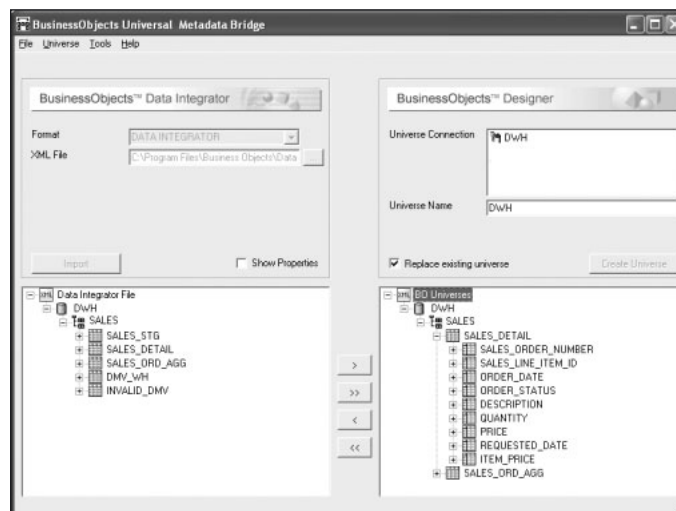 BusinessObjects Universal Metadata Bridge
File Universe Tools Help
BusinessObjects™ Data Integrator
Format
DATA INTEGRATOR
XML File
C:\Program Files\Business Objects\Data
...
Import
Show Properties
XML Data Integrator File
DWH
SALES
SALES_STG
SALES_DETAIL
SALES_ORD_AGG
DMV_WH
INVALID_DMV
>
>>
<
<<
BusinessObjects™ Designer
Universe Connection
DWH
Universe Name
DWH
Replace existing universe
Create Universe
XML BO Universes
DWH
SALES
SALES_DETAIL
SALES_ORDER_NUMBER
SALES_LINE_ITEM_ID
ORDER_DATE
ORDER_STATUS
DESCRIPTION
QUANTITY
PRICE
REQUESTED_DATE
ITEM_PRICE
SALES_ORD_AGG